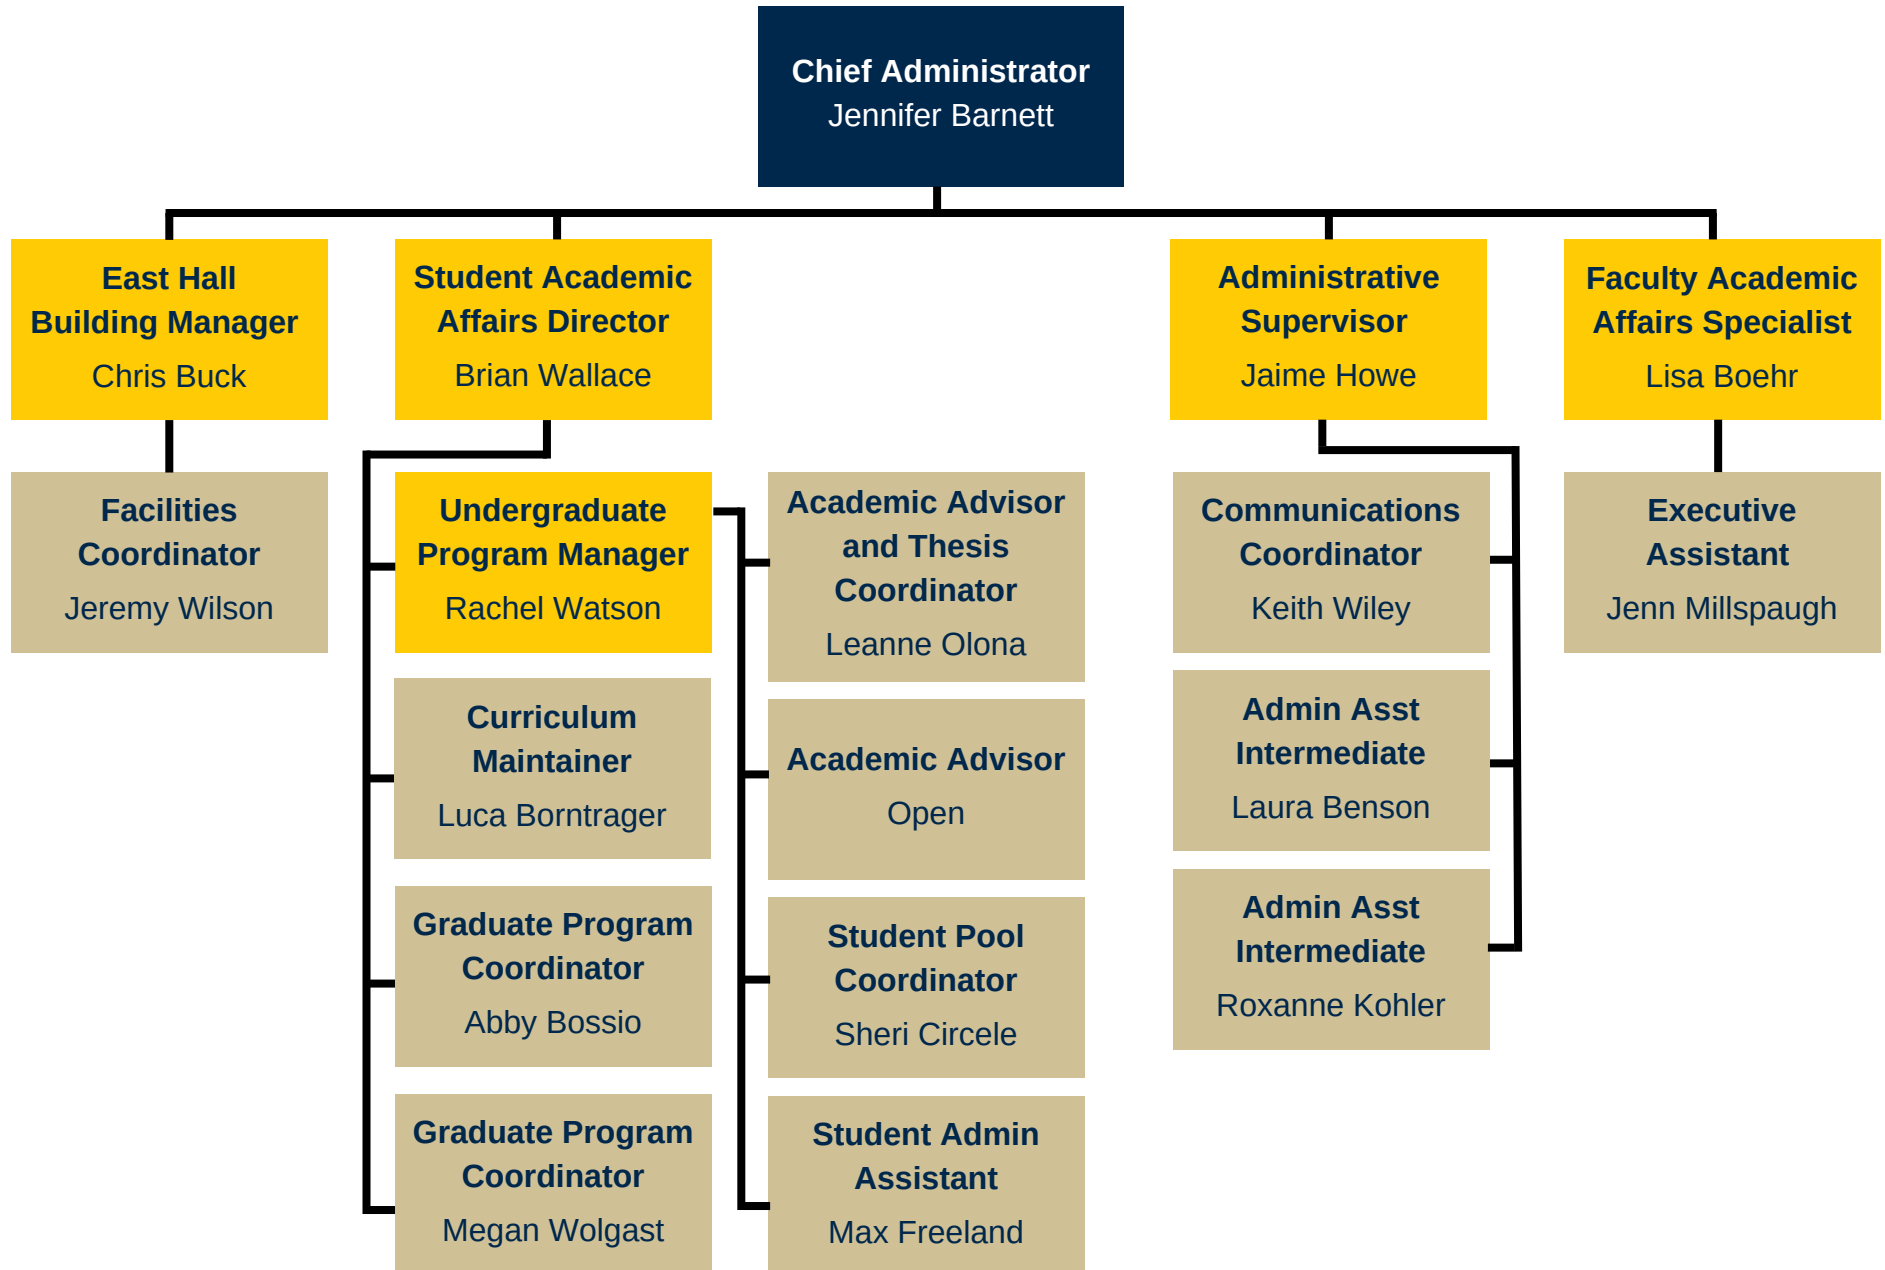 Chief Administrator
Jennifer Barnett
East Hall
Building Manager
Chris Buck
Student Academic
Affairs Director
Brian Wallace
Administrative
Supervisor
Jaime Howe
Faculty Academic
Affairs Specialist
Lisa Boehr
Facilities
Coordinator
Jeremy Wilson
Undergraduate
Program Manager
Rachel Watson
Curriculum
Maintainer
Luca Borntrager
Graduate Program
Coordinator
Abby Bossio
Graduate Program
Coordinator
Megan Wolgast
Academic Advisor
and Thesis
Coordinator
Leanne Olona
Academic Advisor
Open
Student Pool
Coordinator
Sheri Circele
Student Admin
Assistant
Max Freeland
Communications
Coordinator
Keith Wiley
Admin Asst
Intermediate
Laura Benson
Admin Asst
Intermediate
Roxanne Kohler
Executive
Assistant
Jenn Millspaugh